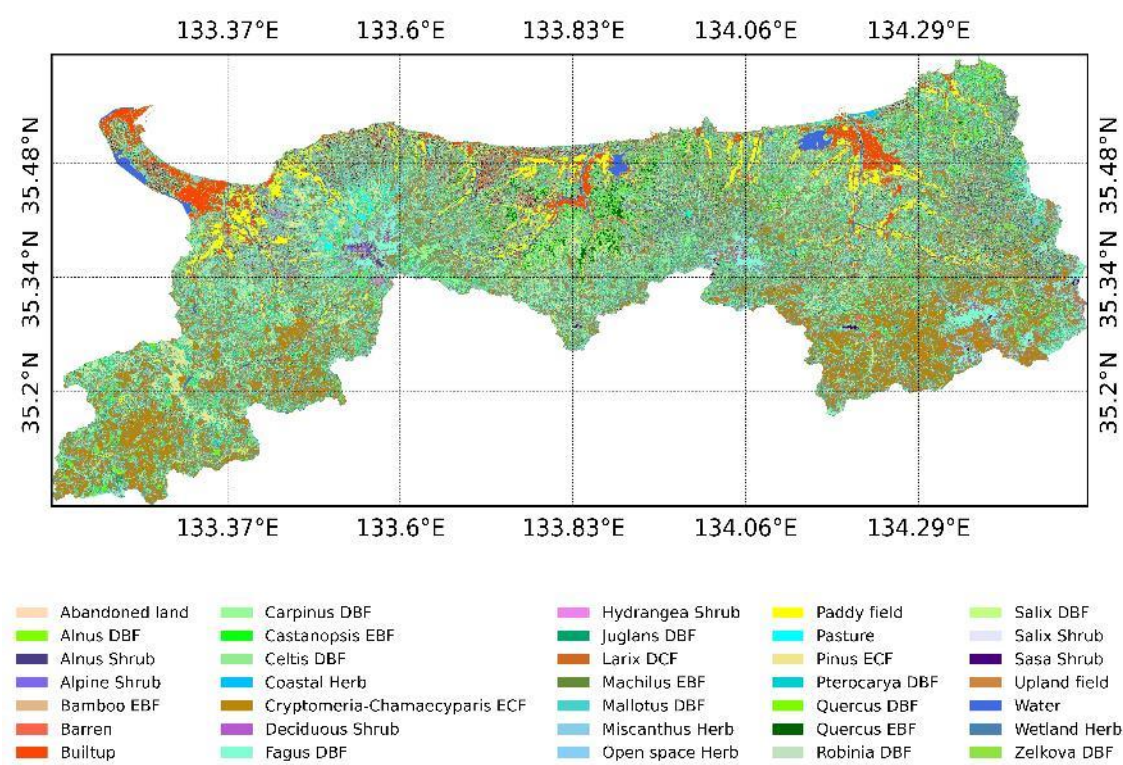 133.37°E 133.6°E 133.83°E 134.06°E 134.29°E
35.48°N 35.48°N
35.34°N 35.34°N
35.2°N 35.2°N
133.37°E 133.6°E 133.83°E 134.06°E 134.29°E
Abandoned land Carpinus DBF Hydrangea Shrub Paddy field Salix DBF
Alnus DBF Castanopsis EBF Juglans DBF Pasture Salix Shrub
Alnus Shrub Celtis DBF Larix DCF Pinus ECF Sasa Shrub
Alpine Shrub Coastal Herb Machilus EBF Pterocarya DBF Upland field
Bamboo EBF Cryptomeria-Chamaecyparis ECF Mallotus DBF Quercus DBF Water
Barren Deciduous Shrub Miscanthus Herb Quercus EBF Wetland Herb
Builtup Fagus DBF Open space Herb Robinia DBF Zelkova DBF